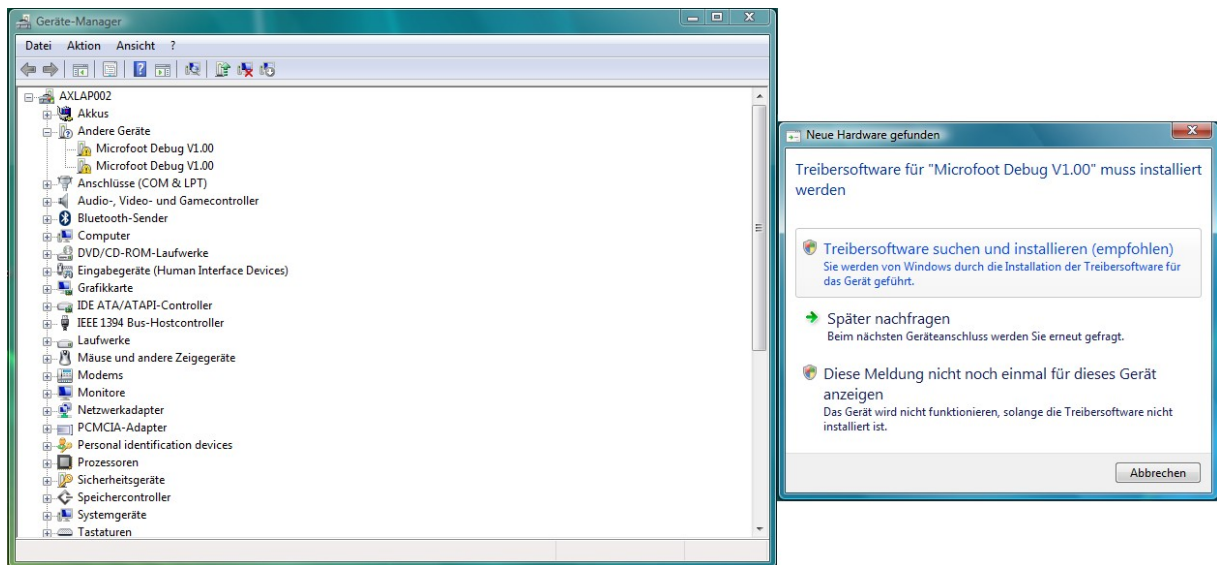 Geräte-Manager
Datei Aktion Ansicht ?
AXLAP002
Akkus
Andere Geräte
Microfoot Debug V1.00
Microfoot Debug V1.00
Anschlüsse (COM & LPT)
Audio-, Video- und Gamecontroller
Bluetooth-Sender
Computer
DVD/CD-ROM-Laufwerke
Eingabegeräte (Human Interface Devices)
Grafikkarte
IDE ATA/ATAPI-Controller
IEEE 1394 Bus-Hostcontroller
Laufwerke
Mäuse und andere Zeigegeräte
Modems
Monitore
Netzwerkadapter
PCMCIA-Adapter
Personal identification devices
Prozessoren
Sicherheitsgeräte
Speichercontroller
Systemgeräte
Tastaturen
Neue Hardware gefunden
Treibersoftware für "Microfoot Debug V1.00" muss installiert
werden
Treibersoftware suchen und installieren (empfohlen)
Sie werden von Windows durch die Installation der Treibersoftware für
das Gerät geführt.
Später nachfragen
Beim nächsten Geräteanschluss werden Sie erneut gefragt.
Diese Meldung nicht noch einmal für dieses Gerät
anzeigen
Das Gerät wird nicht funktionieren, solange die Treibersoftware nicht
installiert ist.
Abbrechen